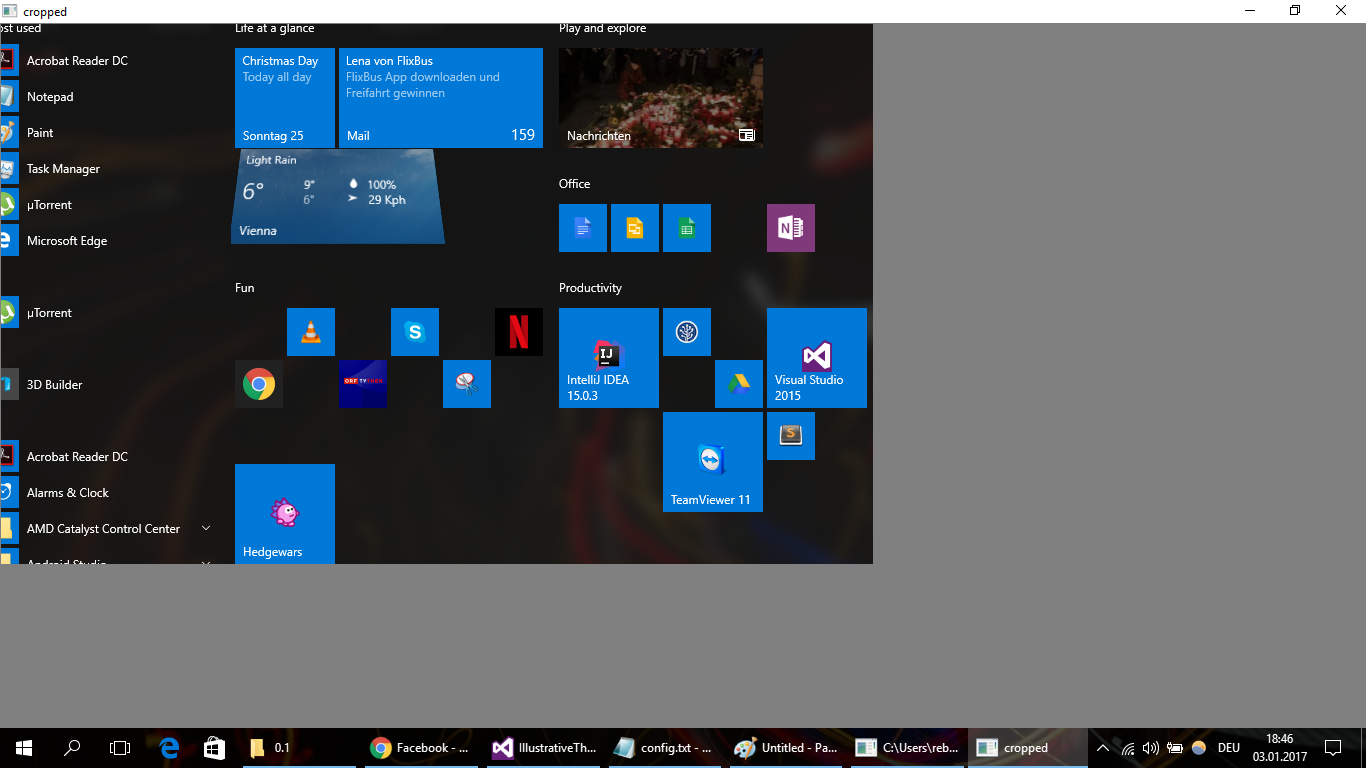 cropped
ost used
Acrobat Reader DC
Notepad
Paint
Task Manager
µTorrent
Microsoft Edge
µTorrent
3D Builder
Acrobat Reader DC
Alarms & Clock
AMD Catalyst Control Center
Android Studio
Life at a glance
Christmas Day
Today all day
Sonntag 25
Lena von FlixBus
FlixBus App downloaden und
Freifahrt gewinnen
Mail 159
Light Rain
6° 9° 100%
6° 29 Kph
Vienna
Fun
S
N
ORF TVTHEK
Hedgewars
Play and explore
Nachrichten
Office
N
Productivity
IJ
IntelliJ IDEA
15.0.3
Visual Studio
2015
S
TeamViewer 11
0.1
Facebook - ...
IllustrativeTh...
config.txt - ...
Untitled - Pa...
C:\Users\reb...
cropped
DEU
18:46
03.01.2017